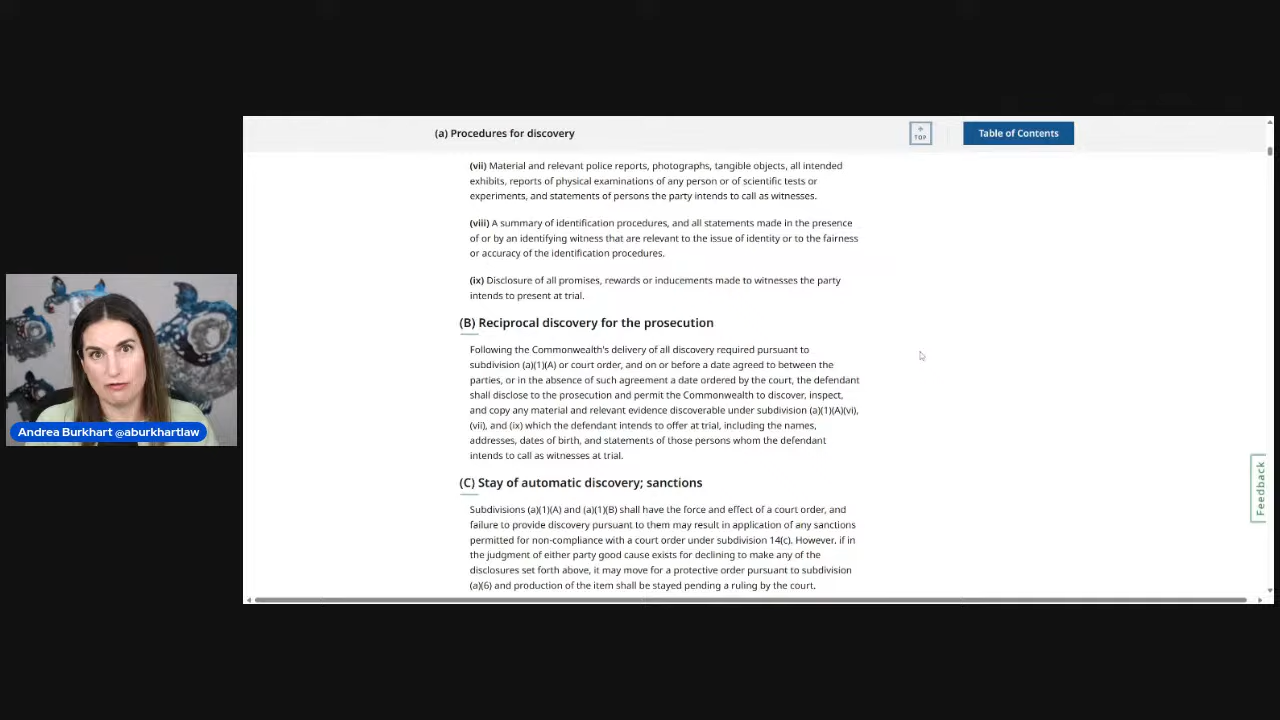 (a) Procedures for discovery
TOP
Table of Contents
(vii) Material and relevant police reports, photographs, tangible objects, all intended
exhibits, reports of physical examinations of any person or of scientific tests or
experiments, and statements of persons the party intends to call as witnesses.
(viii) A summary of identification procedures, and all statements made in the presence
of or by an identifying witness that are relevant to the issue of identity or to the fairness
or accuracy of the identification procedures.
(ix) Disclosure of all promises, rewards or inducements made to witnesses the party
intends to present at trial.
(B) Reciprocal discovery for the prosecution
Following the Commonwealth's delivery of all discovery required pursuant to
subdivision (a)(1)(A) or court order, and on or before a date agreed to between the
parties, or in the absence of such agreement a date ordered by the court, the defendant
shall disclose to the prosecution and permit the Commonwealth to discover, inspect,
and copy any material and relevant evidence discoverable under subdivision (a)(1)(A)(vi),
(vii), and (ix) which the defendant intends to offer at trial, including the names,
addresses, dates of birth, and statements of those persons whom the defendant
intends to call as witnesses at trial.
(C) Stay of automatic discovery; sanctions
Subdivisions (a)(1)(A) and (a)(1)(B) shall have the force and effect of a court order, and
failure to provide discovery pursuant to them may result in application of any sanctions
permitted for non-compliance with a court order under subdivision 14(c). However, if in
the judgment of either party good cause exists for declining to make any of the
disclosures set forth above, it may move for a protective order pursuant to subdivision
(a)(6) and production of the item shall be stayed pending a ruling by the court.
Andrea Burkhart @aburkhartlaw
Feedback